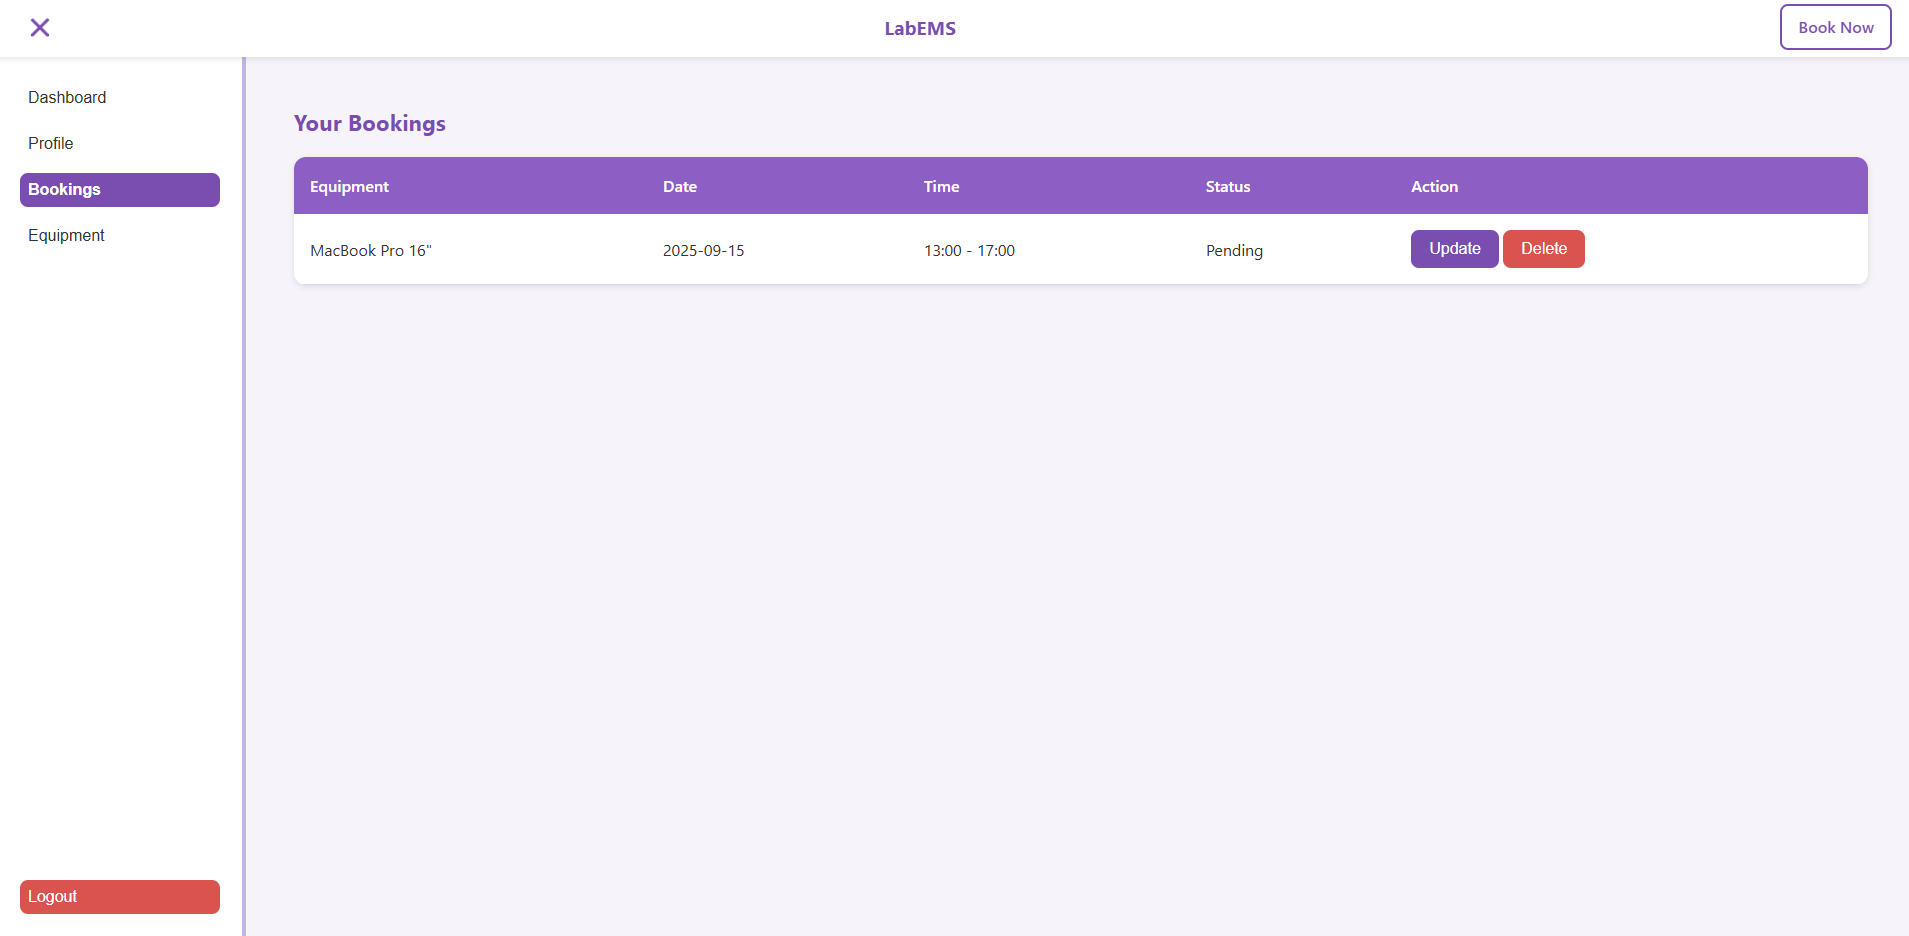 LabEMS
Book Now
Dashboard
Profile
Bookings
Equipment
Logout
Your Bookings
Equipment Date Time Status Action
MacBook Pro 16" 2025-09-15 13:00 - 17:00 Pending Update Delete